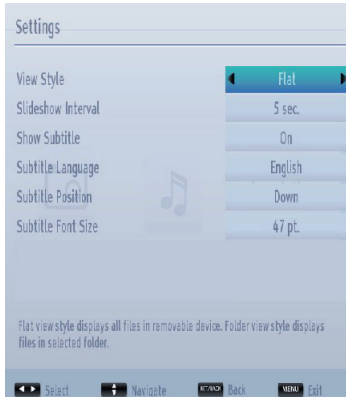 Settings
View Style Flat
Slideshow Interval 5 sec.
Show Subtitle On
Subtitle Language English
Subtitle Position Down
Subtitle Font Size 47 pt.
Flat view style displays all files in removable device. Folder view style displays
files in selected folder.
Select Navigate RET/BACK Back MENU Exit